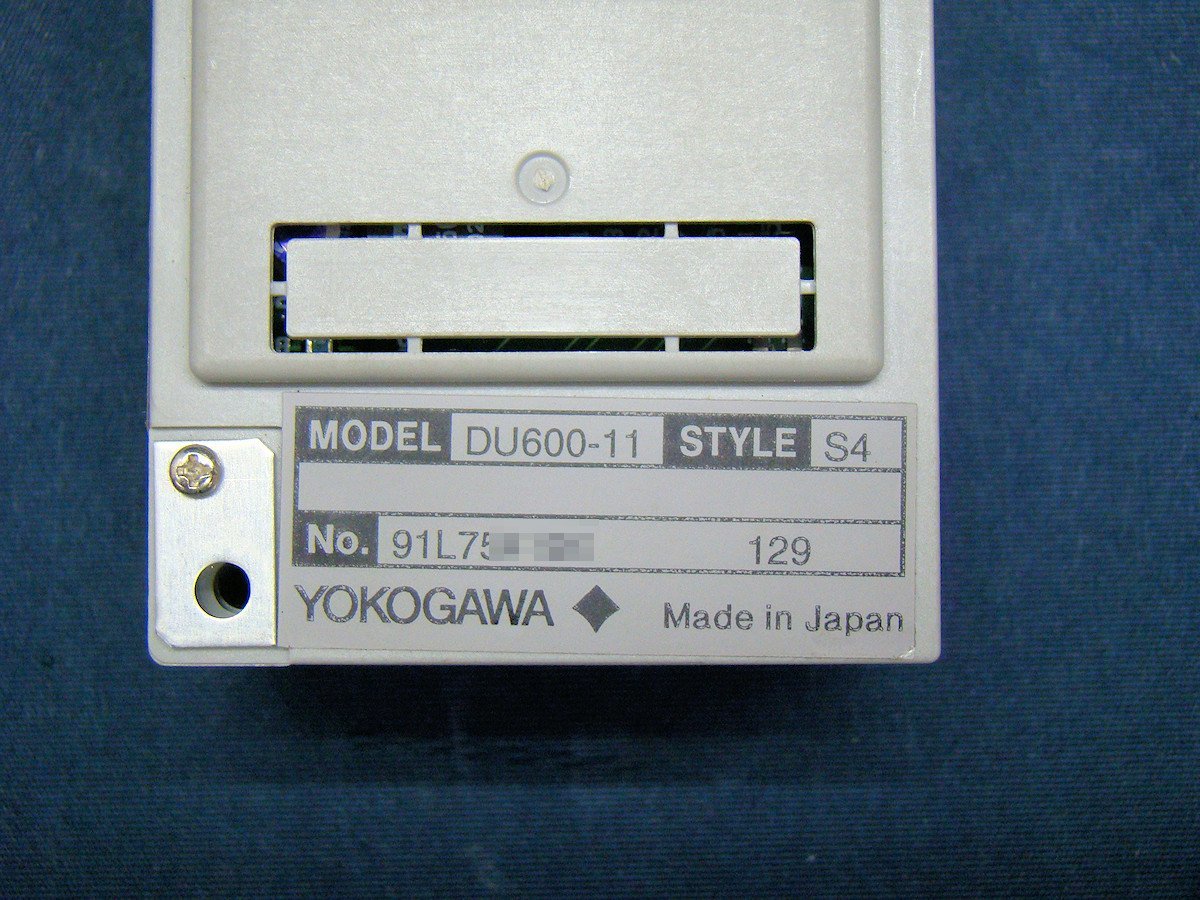 MODEL DU600-11 STYLE S4
No. 91L75 129
YOKOGAWA ◆ Made in Japan